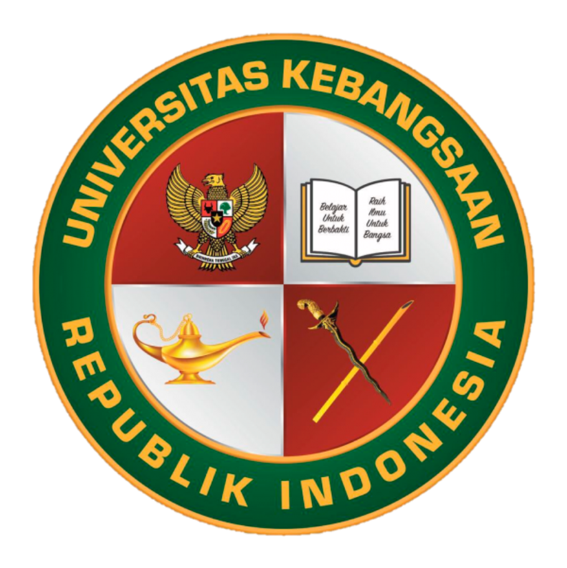 UNIVERSITAS KEBANGSAAN
Belajar
Untuk
Berbakti
Raih
Ilmu
Untuk
Bangsa
REPUBLIK INDONESIA